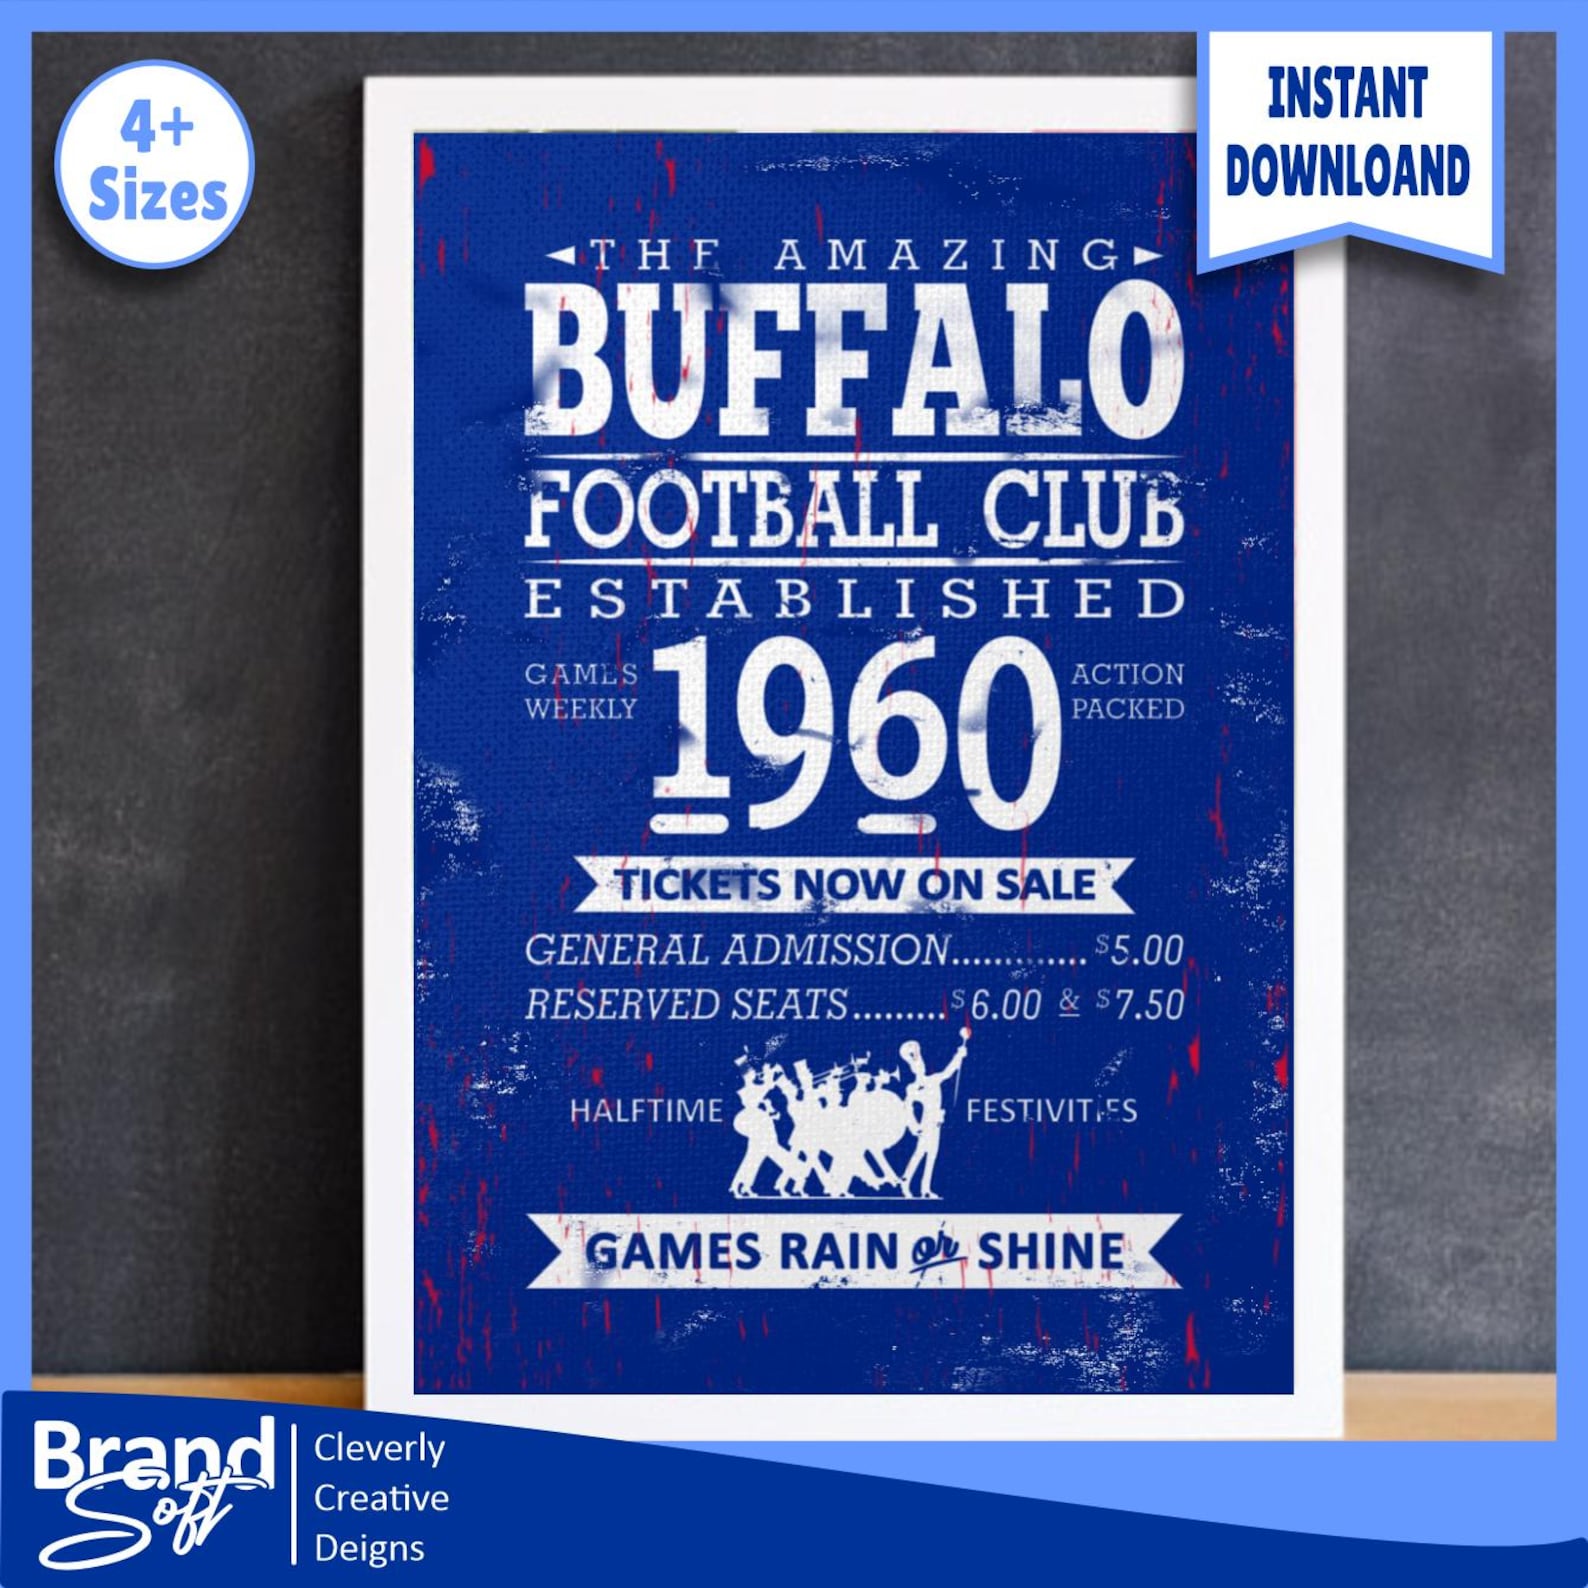 4+
Sizes
INSTANT
DOWNLOAND
THE AMAZING
BUFFALO
FOOTBALL CLUB
ESTABLISHED
GAMES
WEEKLY
1960
ACTION
PACKED
TICKETS NOW ON SALE
GENERAL ADMISSION............. $5.00
RESERVED SEATS......... $6.00 & $7.50
HALFTIME
FESTIVITIES
GAMES RAIN or SHINE
Brand
Soft
Cleverly
Creative
Deigns